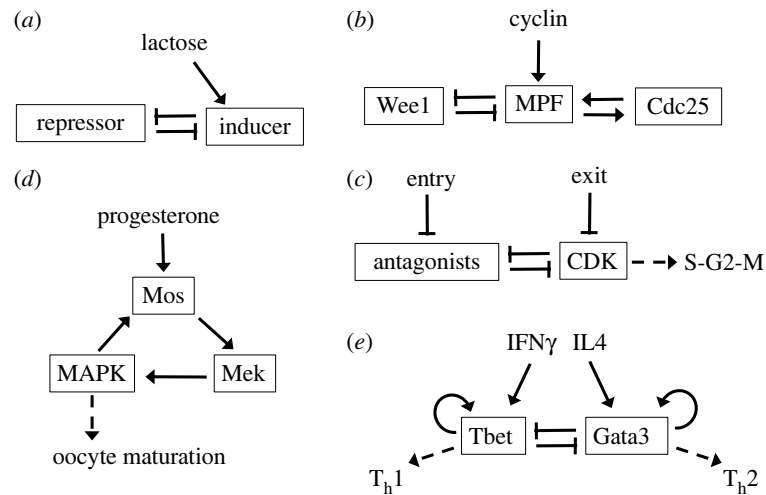 (a)
lactose
repressor
inducer
(b)
cyclin
Wee1
MPF
Cdc25
(d)
progesterone
Mos
MAPK
Mek
oocyte maturation
(c)
entry
exit
antagonists
CDK
S-G2-M
(e)
IFNγ IL4
Tbet
Gata3
Th1
Th2